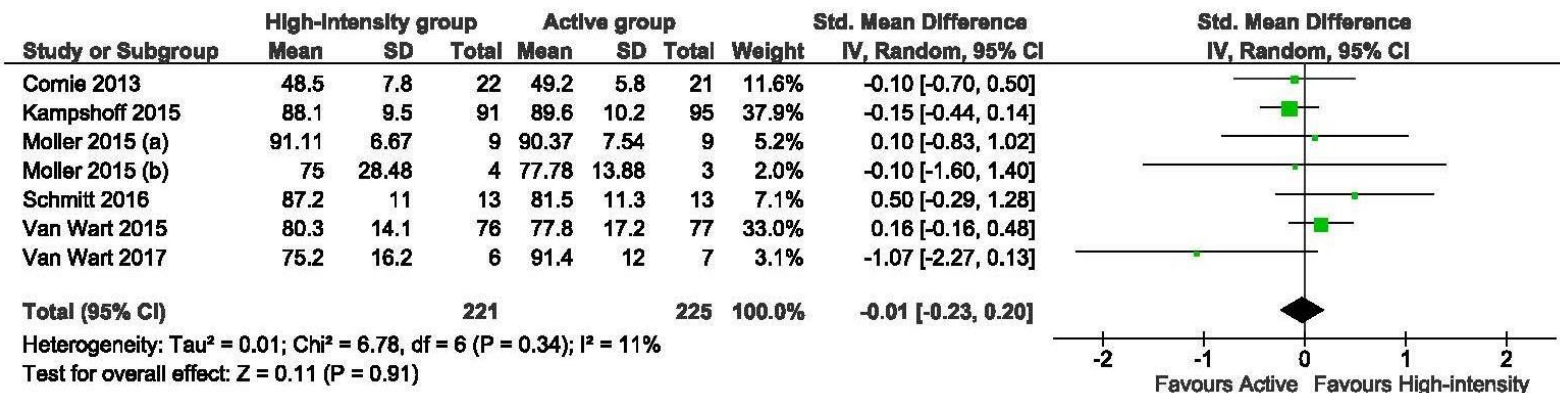 High-intensity group Active group Std. Mean Difference Std. Mean Difference
Study or Subgroup Mean SD Total Mean SD Total Weight IV, Random, 95% CI IV, Random, 95% CI
Cornie 2013 48.5 7.8 22 49.2 5.8 21 11.6% -0.10 [-0.70, 0.50]
Kampshoff 2015 88.1 9.5 91 89.6 10.2 95 37.9% -0.15 [-0.44, 0.14]
Moller 2015 (a) 91.11 6.67 9 90.37 7.54 9 5.2% 0.10 [-0.83, 1.02]
Moller 2015 (b) 75 28.48 4 77.78 13.88 3 2.0% -0.10 [-1.60, 1.40]
Schmitt 2016 87.2 11 13 81.5 11.3 13 7.1% 0.50 [-0.29, 1.28]
Van Wart 2015 80.3 14.1 76 77.8 17.2 77 33.0% 0.16 [-0.16, 0.48]
Van Wart 2017 75.2 16.2 6 91.4 12 7 3.1% -1.07 [-2.27, 0.13]
Total (95% CI) 221 225 100.0% -0.01 [-0.23, 0.20]
Heterogeneity: Tau² = 0.01; Chi² = 6.78, df = 6 (P = 0.34); I² = 11%
Test for overall effect: Z = 0.11 (P = 0.91)
-2 -1 0 1 2
Favours Active Favours High-intensity